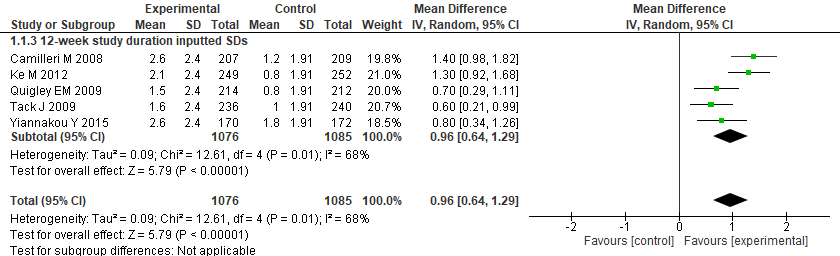 Experimental Control Mean Difference Mean Difference
Study or Subgroup Mean SD Total Mean SD Total Weight IV, Random, 95% CI IV, Random, 95% CI
1.1.3 12-week study duration inputted SDs
Camilleri M 2008 2.6 2.4 207 1.2 1.91 209 19.8% 1.40 [0.98, 1.82]
Ke M 2012 2.1 2.4 249 0.8 1.91 252 21.0% 1.30 [0.92, 1.68]
Quigley EM 2009 1.5 2.4 214 0.8 1.91 212 20.0% 0.70 [0.29, 1.11]
Tack J 2009 1.6 2.4 236 1 1.91 240 20.7% 0.60 [0.21, 0.99]
Yiannakou Y 2015 2.6 2.4 170 1.8 1.91 172 18.5% 0.80 [0.34, 1.26]
Subtotal (95% CI) 1076 1085 100.0% 0.96 [0.64, 1.29]
Heterogeneity: Tau² = 0.09; Chi² = 12.61, df = 4 (P = 0.01); I² = 68%
Test for overall effect: Z = 5.79 (P < 0.00001)
Total (95% CI) 1076 1085 100.0% 0.96 [0.64, 1.29]
Heterogeneity: Tau² = 0.09; Chi² = 12.61, df = 4 (P = 0.01); I² = 68%
Test for overall effect: Z = 5.79 (P < 0.00001)
Test for subgroup differences: Not applicable
-2 -1 0 1 2
Favours [control] Favours [experimental]